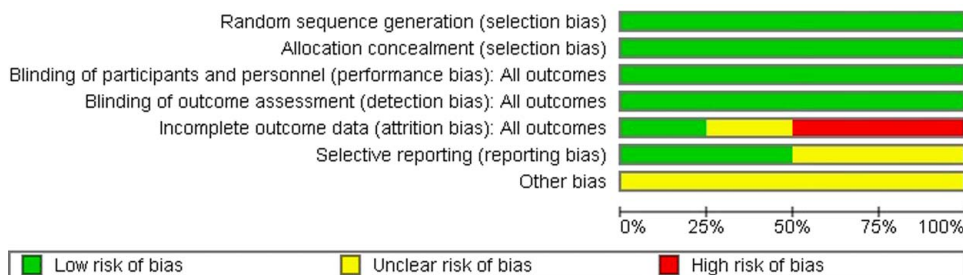 Random sequence generation (selection bias)
Allocation concealment (selection bias)
Blinding of participants and personnel (performance bias): All outcomes
Blinding of outcome assessment (detection bias): All outcomes
Incomplete outcome data (attrition bias): All outcomes
Selective reporting (reporting bias)
Other bias
0% 25% 50% 75% 100%
Low risk of bias Unclear risk of bias High risk of bias